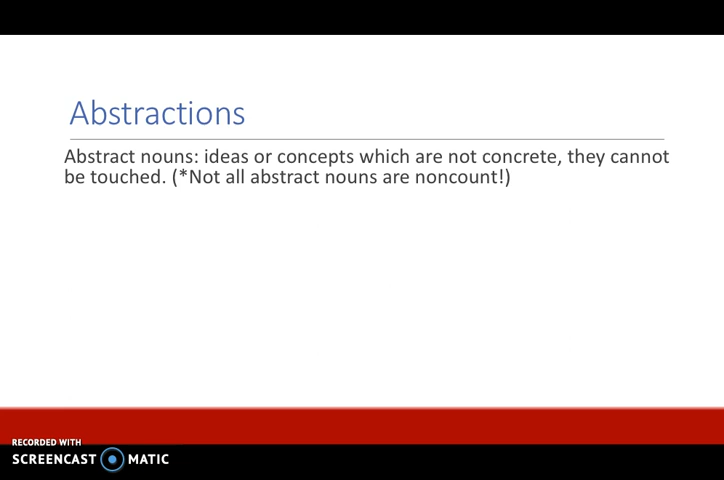 Abstractions
Abstract nouns: ideas or concepts which are not concrete, they cannot
be touched. (*Not all abstract nouns are noncount!)
RECORDED WITH
SCREENCAST MATIC